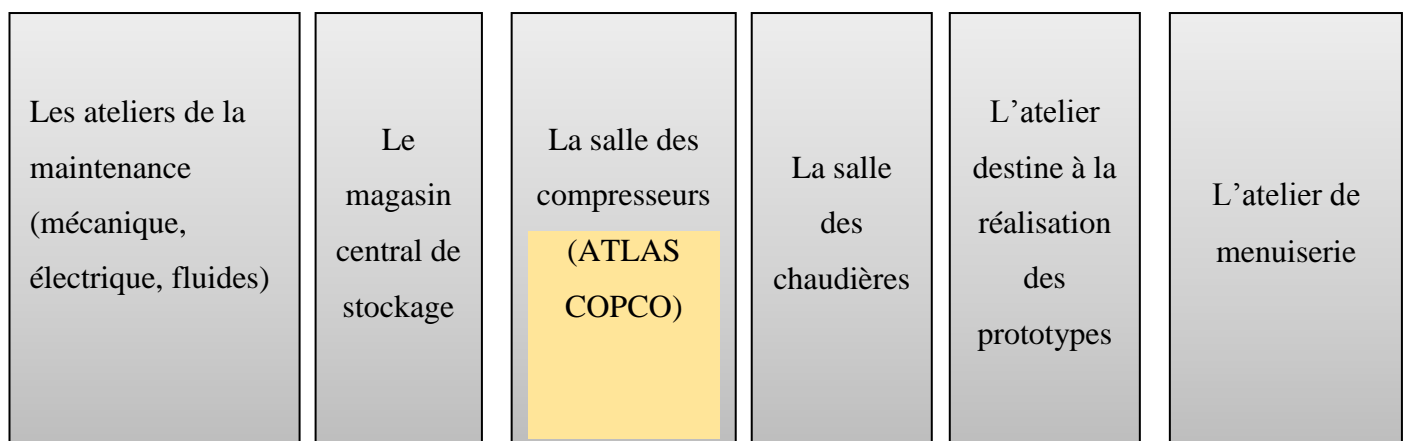 Les ateliers de la
maintenance
(mécanique,
électrique, fluides)
Le
magasin
central de
stockage
La salle des
compresseurs
(ATLAS
COPCO)
La salle
des
chaudières
L’atelier
destine à la
réalisation
des
prototypes
L’atelier de
menuiserie